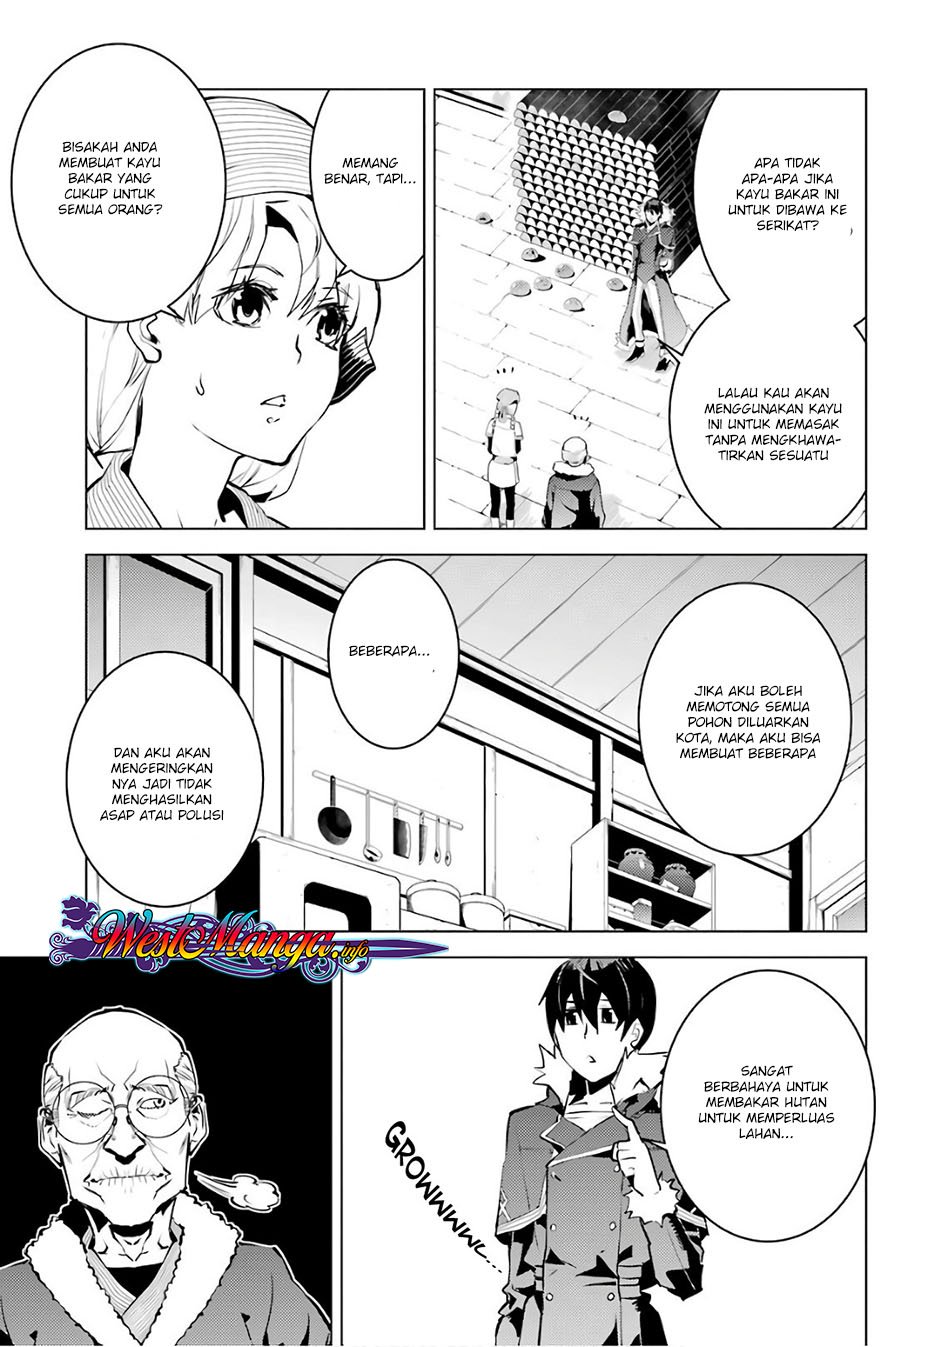 APA TIDAK
APA-APA JIKA
KAYU BAKAR INI
UNTUK DIBAWA KE
SERIKAT?
LALAU KAU AKAN
MENGGUNAKAN KAYU
INI UNTUK MEMASAK
TANPA MENGKHAWA-
TIRKAN SESUATU
MEMANG
BENAR, TAPI...
BISAKAH ANDA
MEMBUAT KAYU
BAKAR YANG
CUKUP UNTUK
SEMUA ORANG?
JIKA AKU BOLEH
MEMOTONG SEMUA
POHON DILUARKAN
KOTA, MAKA AKU BISA
MEMBUAT BEBERAPA
BEBERAPA...
DAN AKU AKAN
MENGERINGKAN
NYA JADI TIDAK
MENGHASILKAN
ASAP ATAU POLUSI
WestManga.info
SANGAT
BERBAHAYA UNTUK
MEMBAKAR HUTAN
UNTUK MEMPERLUAS
LAHAN...
GROWWWWL...